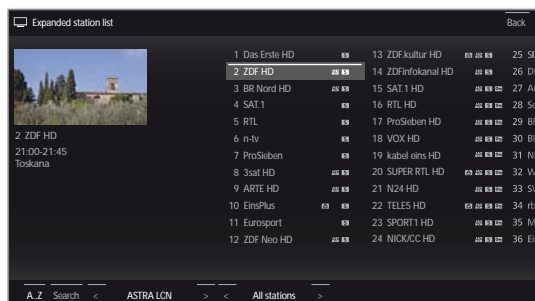 Expanded station list Back
1 Das Erste HD 13 ZDF.kultur HD 25
2 ZDF HD 14 ZDFinfokanal HD 26
3 BR Nord HD 15 SAT.1 HD 27
4 SAT.1 16 RTL HD 28
5 RTL 17 ProSieben HD 29
6 n-tv 18 VOX HD 30
7 ProSieben 19 kabel eins HD 31
8 3sat HD 20 SUPER RTL HD 32
9 ARTE HD 21 N24 HD 33
10 EinsPlus 22 TELE5 HD 34
11 Eurosport 23 SPORT1 HD 35
12 ZDF Neo HD 24 NICK/CC HD 36
2 ZDF HD
21:00-21:45
Toskana
A..Z Search < ASTRA LCN > < All stations >